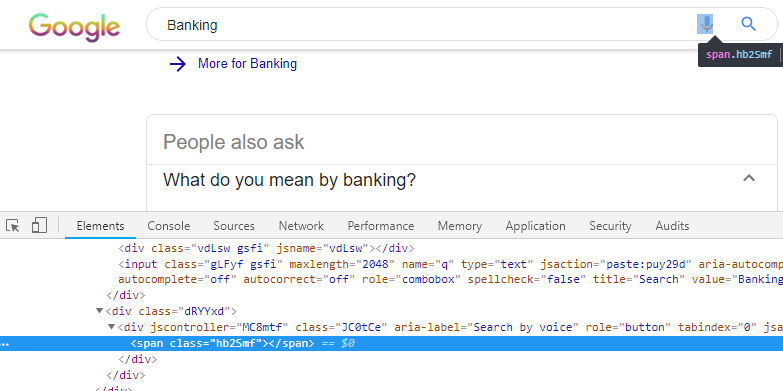 Google Banking
span.hb2Smf
More for Banking
People also ask
What do you mean by banking?
Elements Console Sources Network Performance Memory Application Security Audits
<div class="vdLsw gsfi" jsname="vdLsw"></div>
<input class="gLFyf gsfi" maxlength="2048" name="q" type="text" jsaction="paste:puy29d" aria-autocomp
autocomplete="off" autocorrect="off" role="combobox" spellcheck="false" title="Search" value="Banking
</div>
<div class="dRYYxd">
<div jscontroller="MC8mtf" class="JC0tCe" aria-label="Search by voice" role="button" tabindex="0" jsa
... <span class="hb2Smf"></span> == $0
</div>
</div>